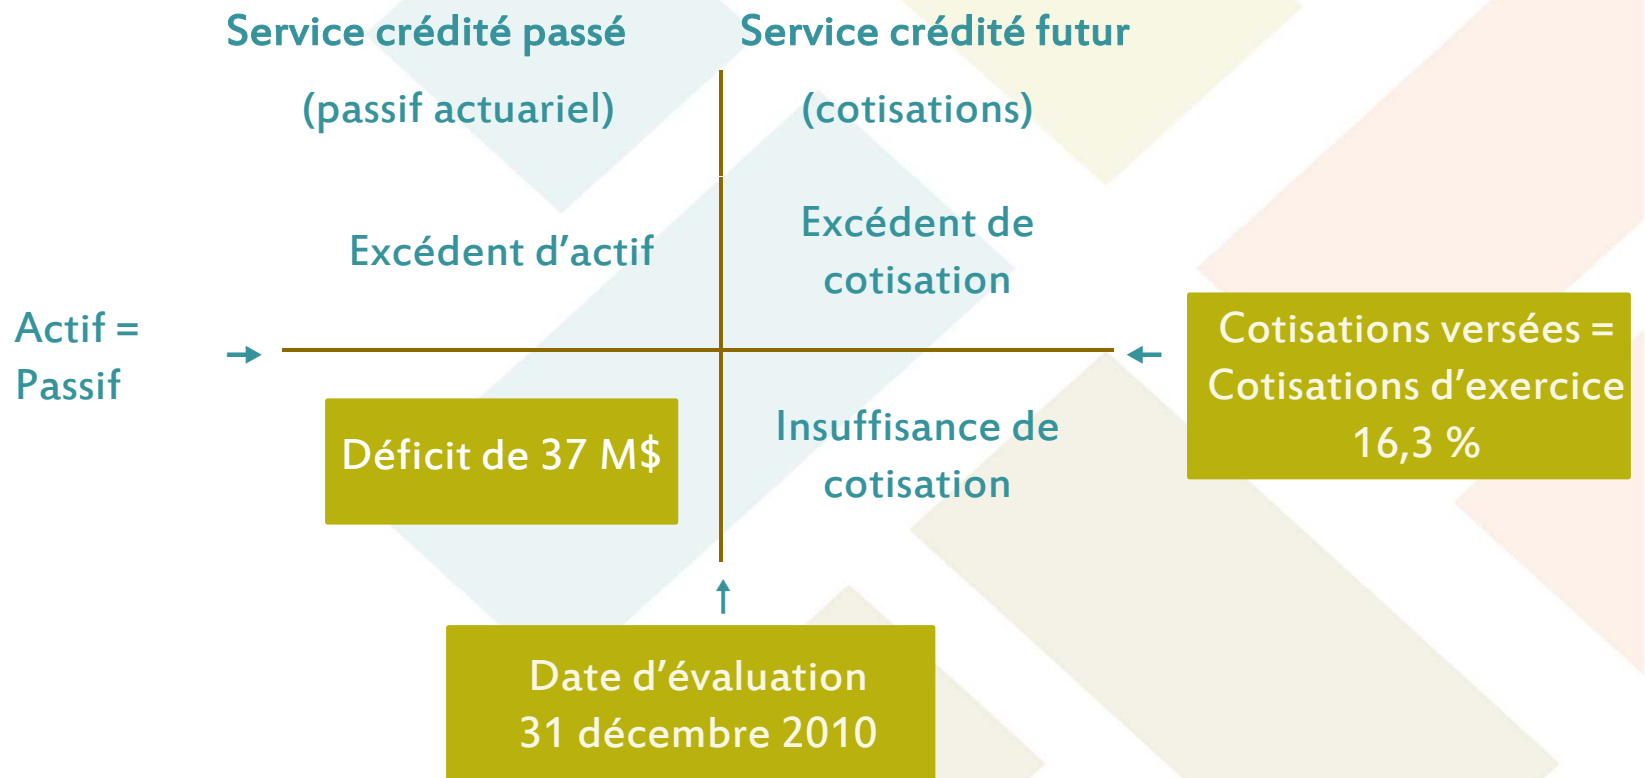 Service crédité passé
Service crédité futur
(passif actuariel)
(cotisations)
Excédent d’actif
Excédent de
cotisation
Actif =
Passif
Cotisations versées =
Cotisations d’exercice
16,3 %
Déficit de 37 M$
Insuffisance de
cotisation
Date d’évaluation
31 décembre 2010